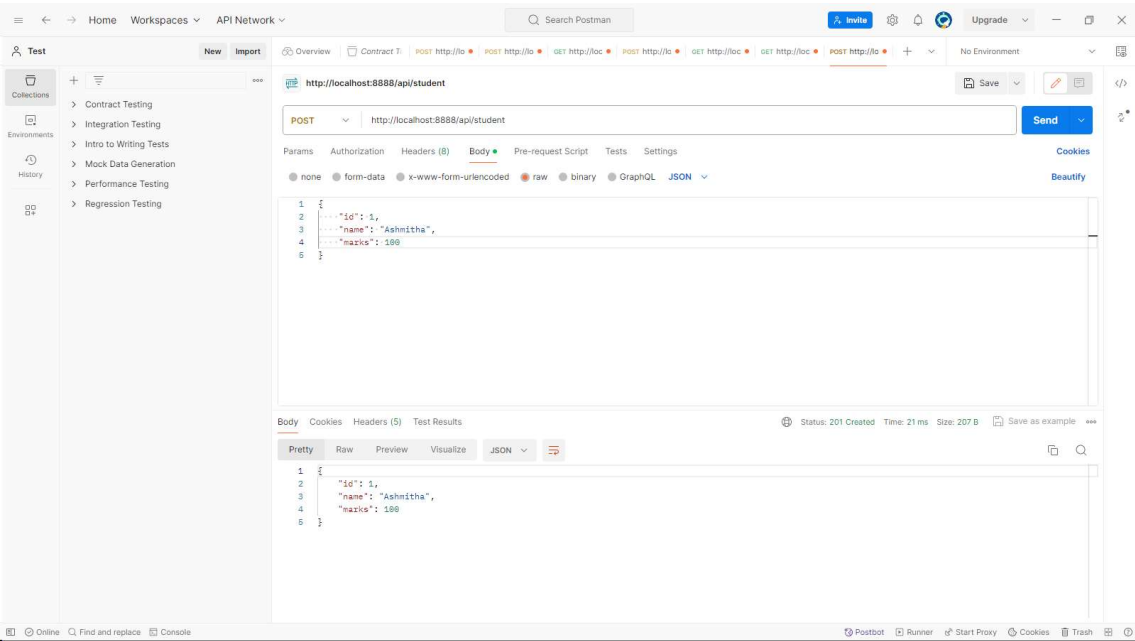 Home Workspaces API Network Search Postman Invite Upgrade
Test New Import Overview Contract T POST http://lo POST http://lo GET http://loc POST http://lo GET http://loc GET http://loc POST http://lo No Environment
Collections
Environments
History
Contract Testing
Integration Testing
Intro to Writing Tests
Mock Data Generation
Performance Testing
Regression Testing
HTTP http://localhost:8888/api/student Save
POST http://localhost:8888/api/student Send
Params Authorization Headers (8) Body Pre-request Script Tests Settings Cookies
none form-data x-www-form-urlencoded raw binary GraphQL JSON Beautify
1 {
2 "id": 1,
3 "name": "Ashmitha",
4 "marks": 100
5 }
Body Cookies Headers (5) Test Results Status: 201 Created Time: 21 ms Size: 207 B Save as example
Pretty Raw Preview Visualize JSON
1 {
2 "id": 1,
3 "name": "Ashmitha",
4 "marks": 100
5 }
Online Find and replace Console Postbot Runner Start Proxy Cookies Trash